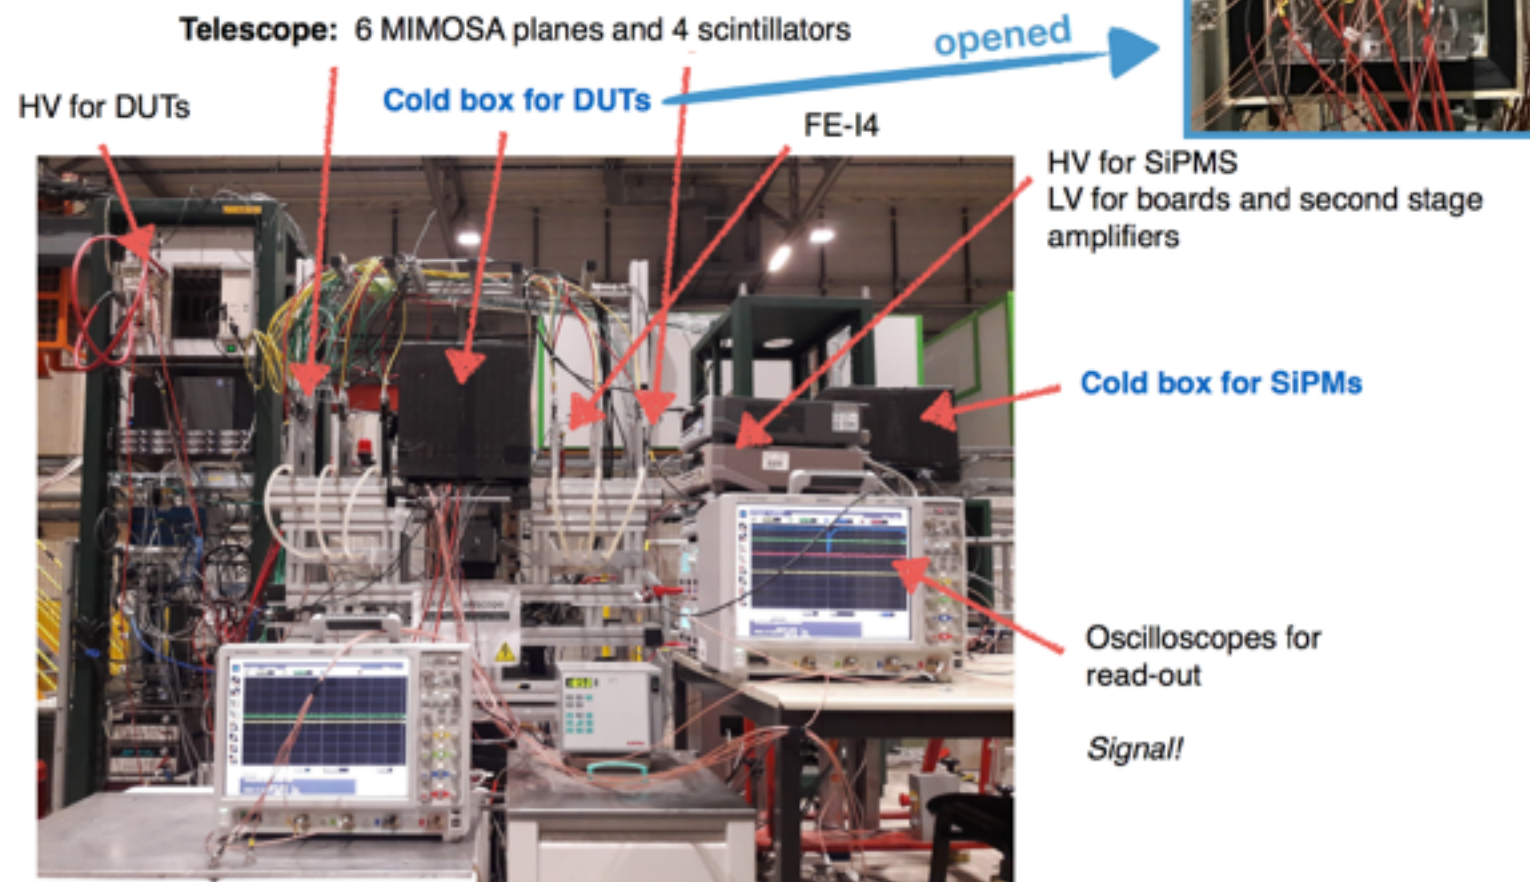 Telescope: 6 MIMOSA planes and 4 scintillators
opened
Cold box for DUTs
HV for DUTs
FE-I4
HV for SiPMS
LV for boards and second stage
amplifiers
Cold box for SiPMs
Oscilloscopes for
read-out
Signal!